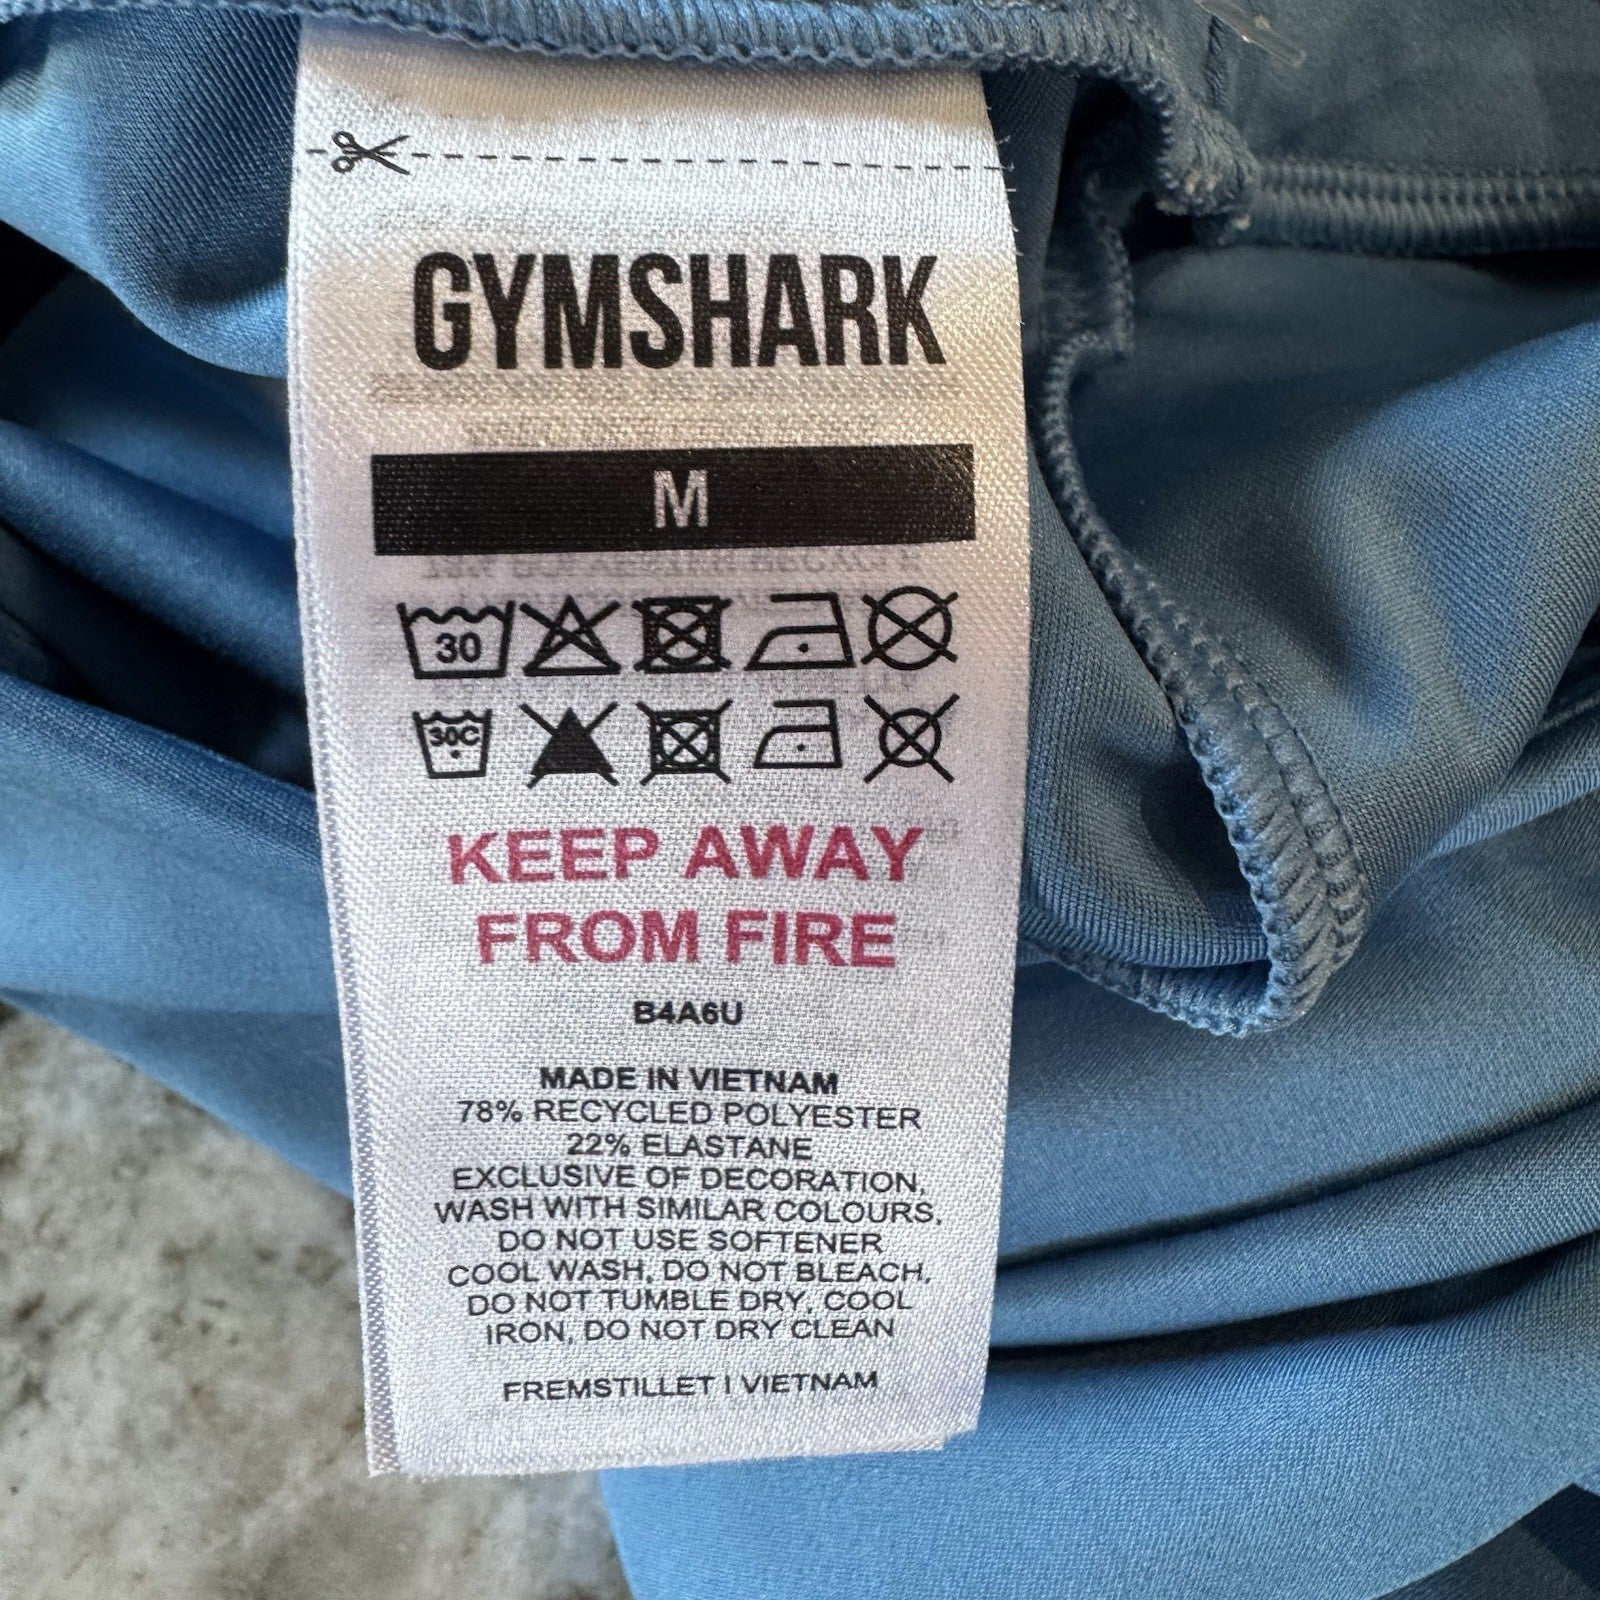 GYMSHARK
M
30
30C
KEEP AWAY
FROM FIRE
B4A6U
MADE IN VIETNAM
78% RECYCLED POLYESTER
22% ELASTANE
EXCLUSIVE OF DECORATION,
WASH WITH SIMILAR COLOURS,
DO NOT USE SOFTENER
COOL WASH, DO NOT BLEACH,
DO NOT TUMBLE DRY, COOL
IRON, DO NOT DRY CLEAN
FREMSTILLET I VIETNAM